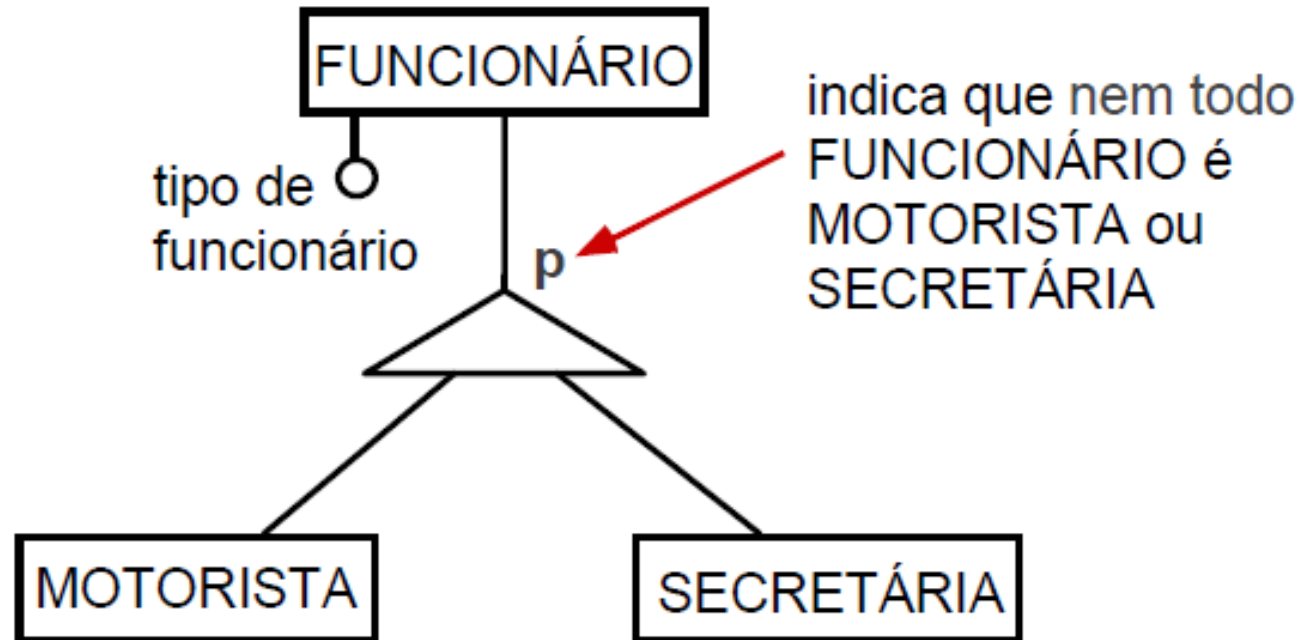 FUNCIONÁRIO
indica que nem todo
FUNCIONÁRIO é
MOTORISTA ou
SECRETÁRIA
tipo de
funcionário
p
MOTORISTA
SECRETÁRIA